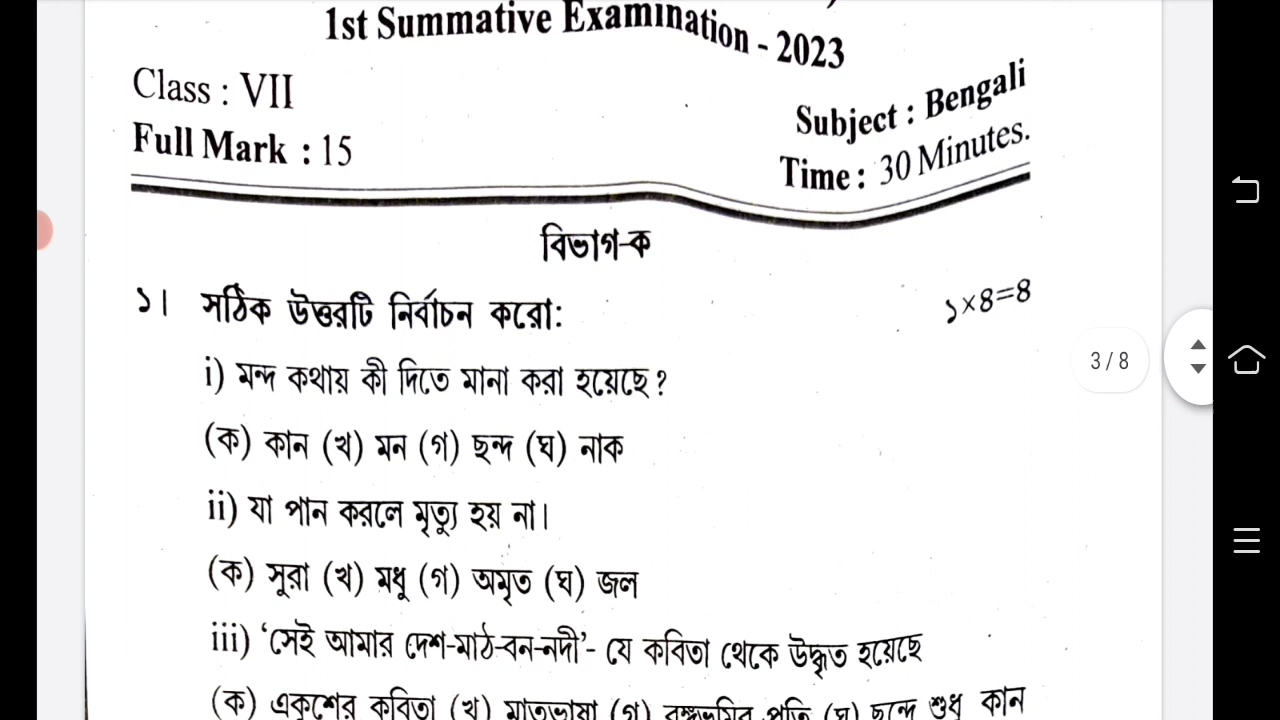 1st Summative Examination - 2023
Class : VII
Subject : Bengali
Full Mark : 15
Time : 30 Minutes.
বিভাগ-ক
১। সঠিক উত্তরটি নির্বাচন করো: ১×8=8
i) মন্দ কথায় কী দিতে মানা করা হয়েছে?
(ক) কান (খ) মন (গ) ছন্দ (ঘ) নাক
3 / 8
ii) যা পান করলে মৃত্যু হয় না।
(ক) সুরা (খ) মধু (গ) অমৃত (ঘ) জল
iii) 'সেই আমার দেশ-মাঠ-বন-নদী'- যে কবিতা থেকে উদ্ধৃত হয়েছে
(ক) একুশের কবিতা (খ) মাতৃভাষা (গ) বঙ্গভূমির প্রতি (ঘ) ছন্দে শুধু কান